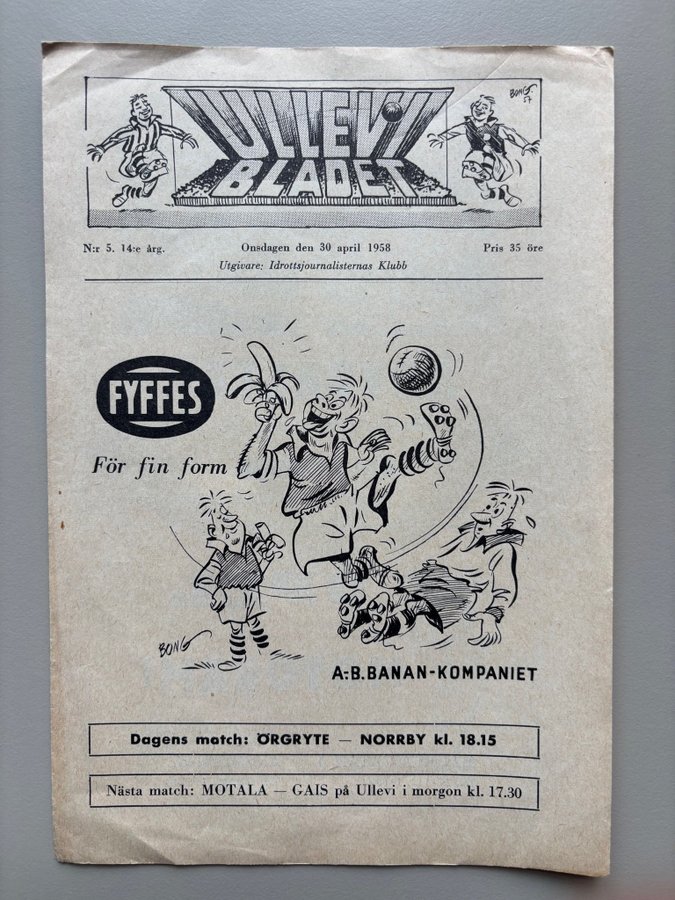 BONG
57
ULLEVI
BLADET
N:r 5. 14:e årg. Onsdagen den 30 april 1958 Pris 35 öre
Utgivare: Idrottsjournalisternas Klubb
FYFFES
För fin form
BONG
A.-B. BANAN-KOMPANIET
Dagens match: ÖRGRYTE — NORRBY kl. 18.15
Nästa match: MOTALA — GAIS på Ullevi i morgon kl. 17.30